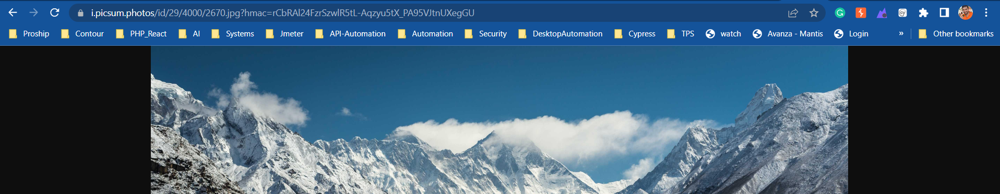 i.picsum.photos/id/29/4000/2670.jpg?hmac=rCbRAl24FzrSzwlR5tL-Aqzyu5tX_PA95VJtnUXegGU
Proship Contour PHP_React AI Systems Jmeter API-Automation Automation Security DesktopAutomation Cypress TPS watch Avanza - Mantis Login » Other bookmarks